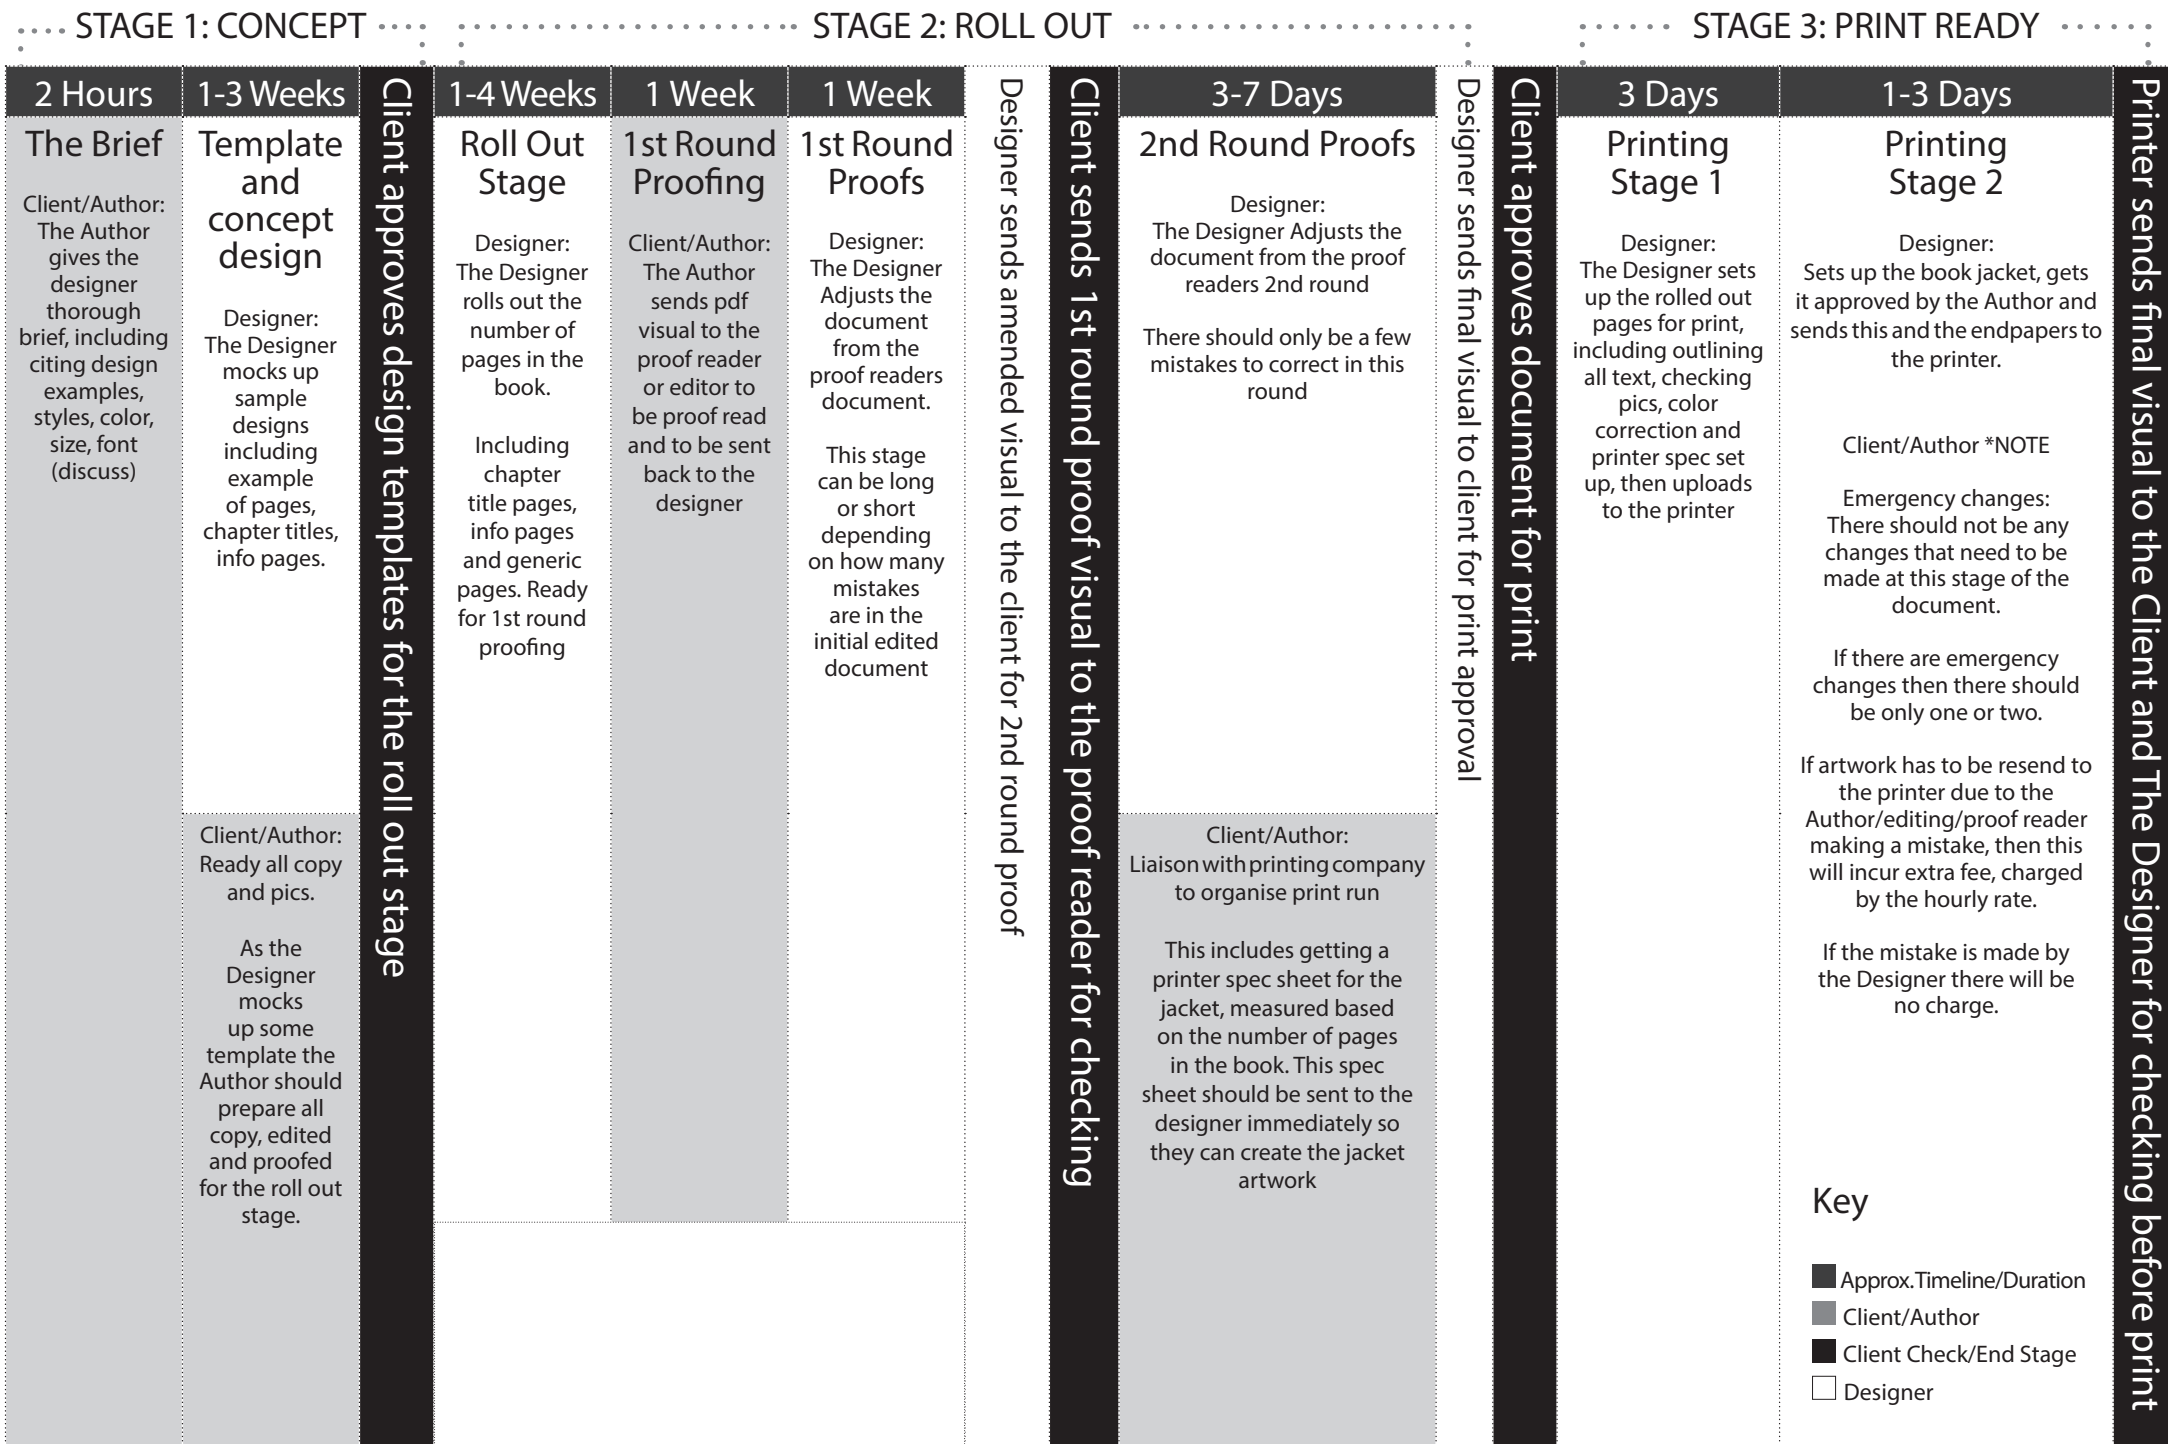 STAGE 1: CONCEPT
STAGE 2: ROLL OUT
STAGE 3: PRINT READY
2 Hours
The Brief
Client/Author:
The Author
gives the
designer
thorough
brief, including
citing design
examples,
styles, color,
size, font
(discuss)
1-3 Weeks
Template
and
concept
design
Designer:
The Designer
mocks up
sample
designs
including
example
of pages,
chapter titles,
info pages.
Client/Author:
Ready all copy
and pics.
As the
Designer
mocks
up some
template the
Author should
prepare all
copy, edited
and proofed
for the roll out
stage.
Client approves design templates for the roll out stage
1-4 Weeks
Roll Out
Stage
Designer:
The Designer
rolls out the
number of
pages in the
book.
Including
chapter
title pages,
info pages
and generic
pages. Ready
for 1st round
proofing
1 Week
1st Round
Proofing
Client/Author:
The Author
sends pdf
visual to the
proof reader
or editor to
be proof read
and to be sent
back to the
designer
1 Week
1st Round
Proofs
Designer:
The Designer
Adjusts the
document
from the
proof readers
document.
This stage
can be long
or short
depending
on how many
mistakes
are in the
initial edited
document
Designer sends amended visual to the client for 2nd round proof
Client sends 1st round proof visual to the proof reader for checking
3-7 Days
2nd Round Proofs
Designer:
The Designer Adjusts the
document from the proof
readers 2nd round
There should only be a few
mistakes to correct in this
round
Client/Author:
Liaison with printing company
to organise print run
This includes getting a
printer spec sheet for the
jacket, measured based
on the number of pages
in the book. This spec
sheet should be sent to the
designer immediately so
they can create the jacket
artwork
Designer sends final visual to client for print approval
Client approves document for print
3 Days
Printing
Stage 1
Designer:
The Designer sets
up the rolled out
pages for print,
including outlining
all text, checking
pics, color
correction and
printer spec set
up, then uploads
to the printer
1-3 Days
Printing
Stage 2
Designer:
Sets up the book jacket, gets
it approved by the Author and
sends this and the endpapers to
the printer.
Client/Author *NOTE
Emergency changes:
There should not be any
changes that need to be
made at this stage of the
document.
If there are emergency
changes then there should
be only one or two.
If artwork has to be resend to
the printer due to the
Author/editing/proof reader
making a mistake, then this
will incur extra fee, charged
by the hourly rate.
If the mistake is made by
the Designer there will be
no charge.
Key
Approx.Timeline/Duration
Client/Author
Client Check/End Stage
Designer
Printer sends final visual to the Client and The Designer for checking before print